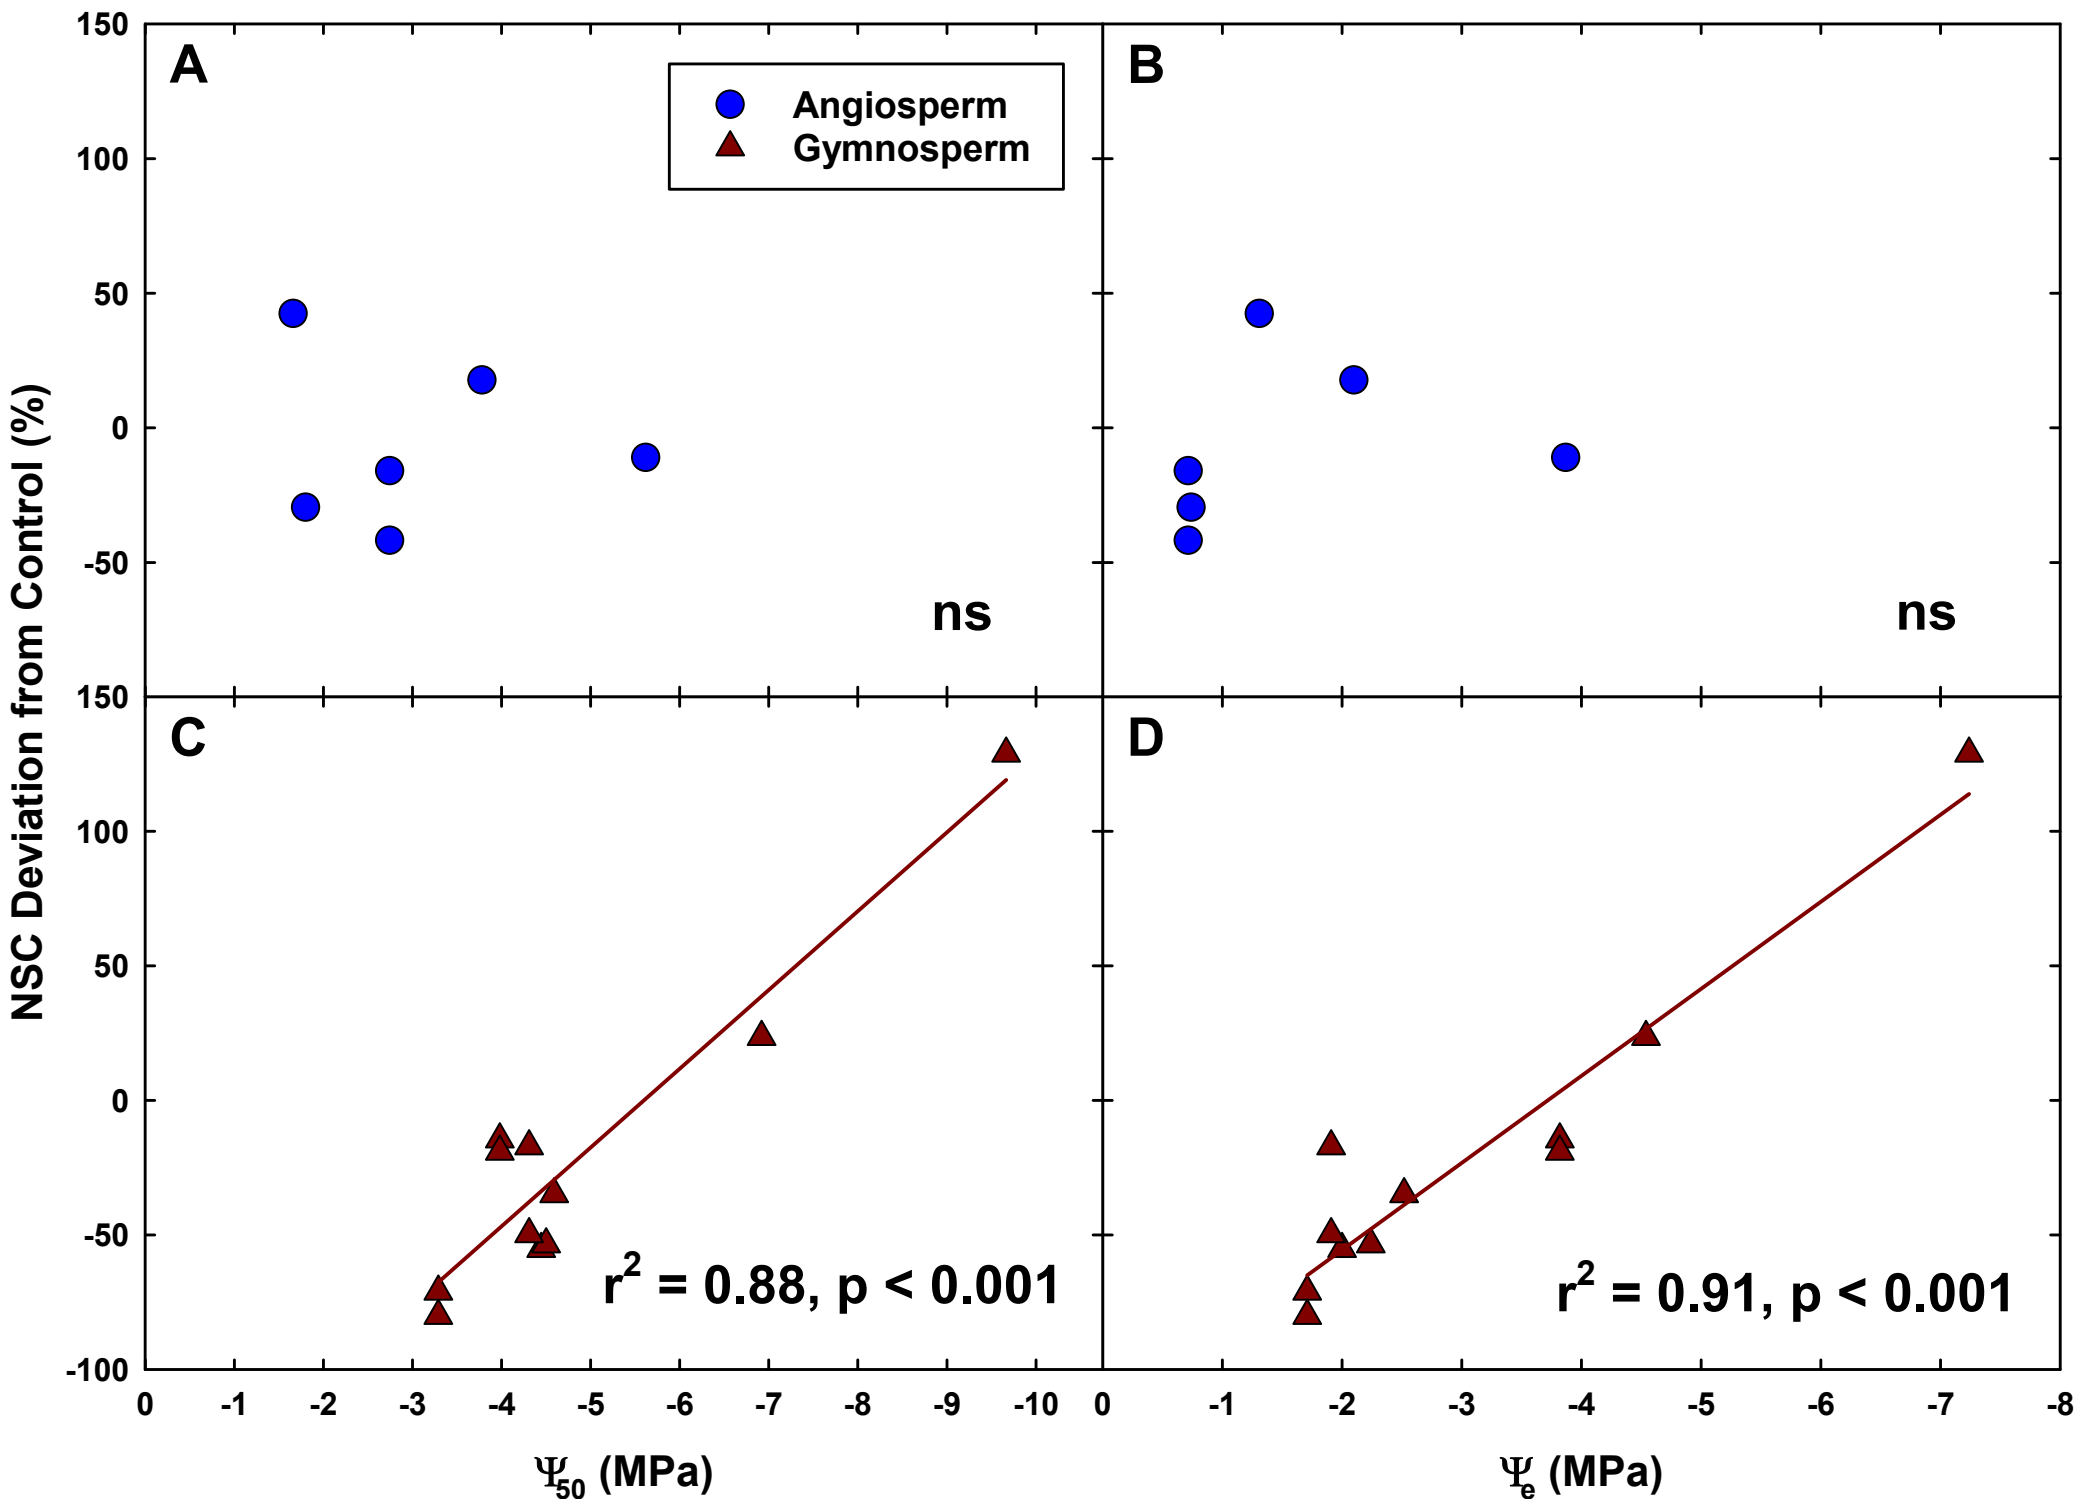 A
B
Angiosperm
Gymnosperm
150
100
50
0
-50
ns
ns
NSC Deviation from Control (%)
C
D
150
100
50
0
-50
-100
r² = 0.88, p < 0.001
r² = 0.91, p < 0.001
0 -1 -2 -3 -4 -5 -6 -7 -8 -9 -10
0 -1 -2 -3 -4 -5 -6 -7 -8
Ψ50 (MPa)
Ψe (MPa)